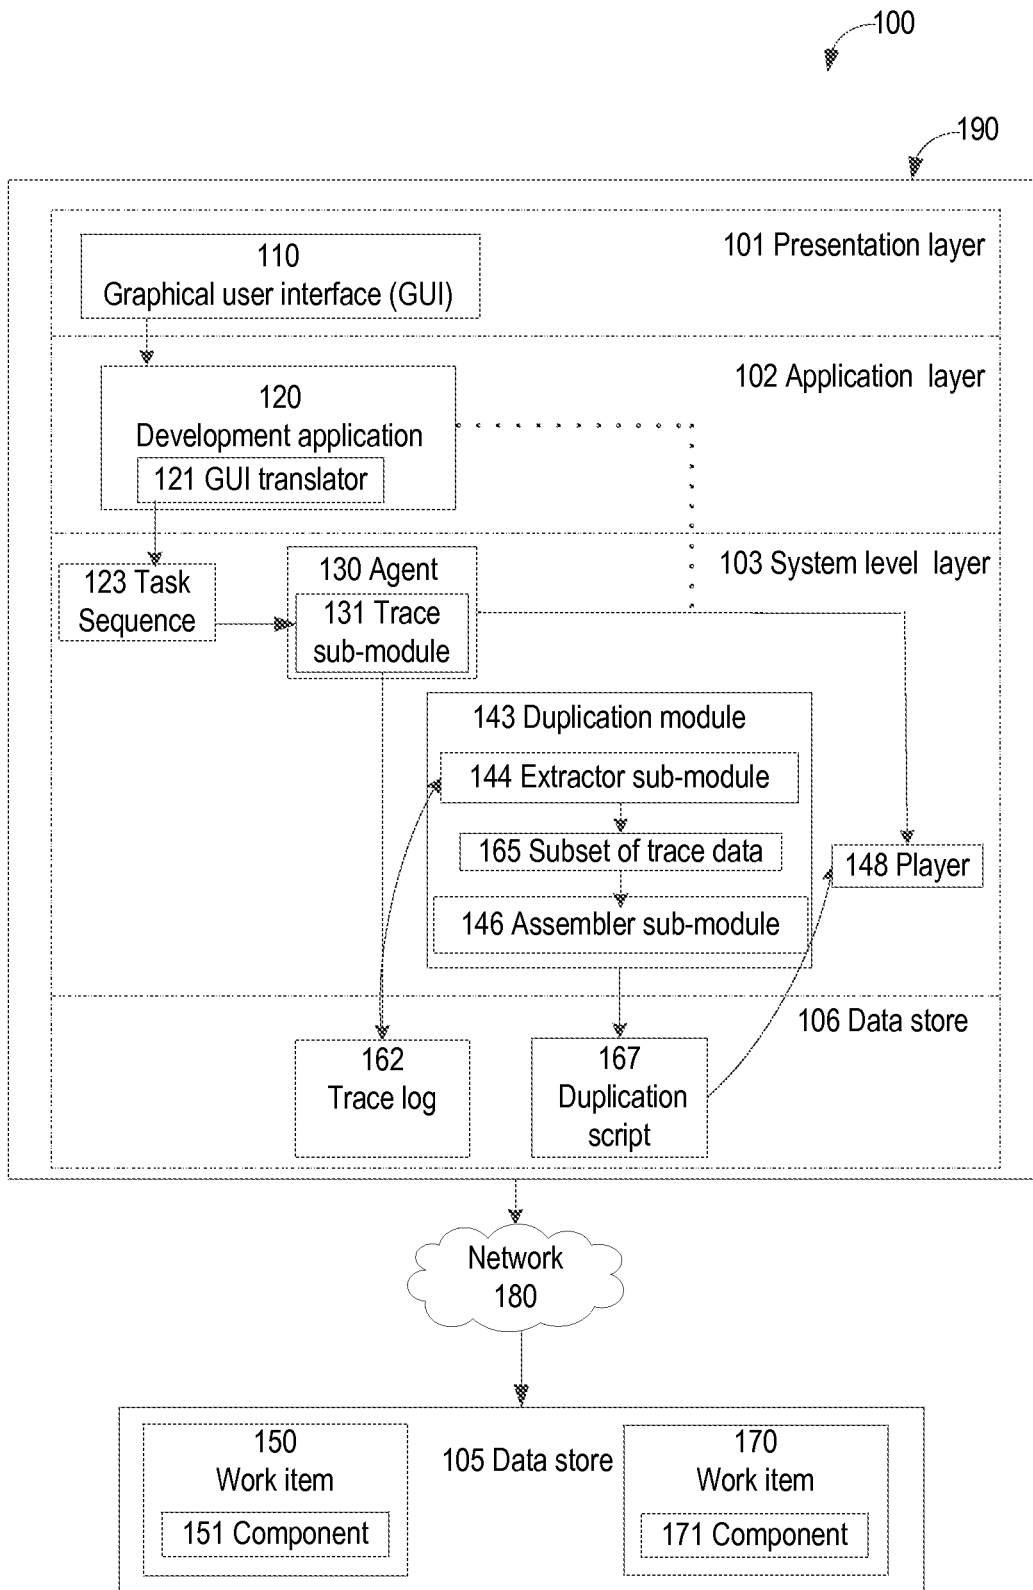 100
190
110
Graphical user interface (GUI)
101 Presentation layer
102 Application layer
120
Development application
121 GUI translator
103 System level layer
123 Task
Sequence
130 Agent
131 Trace
sub-module
143 Duplication module
144 Extractor sub-module
165 Subset of trace data
146 Assembler sub-module
148 Player
106 Data store
162
Trace log
167
Duplication
script
Network
180
105 Data store
150
Work item
151 Component
170
Work item
171 Component